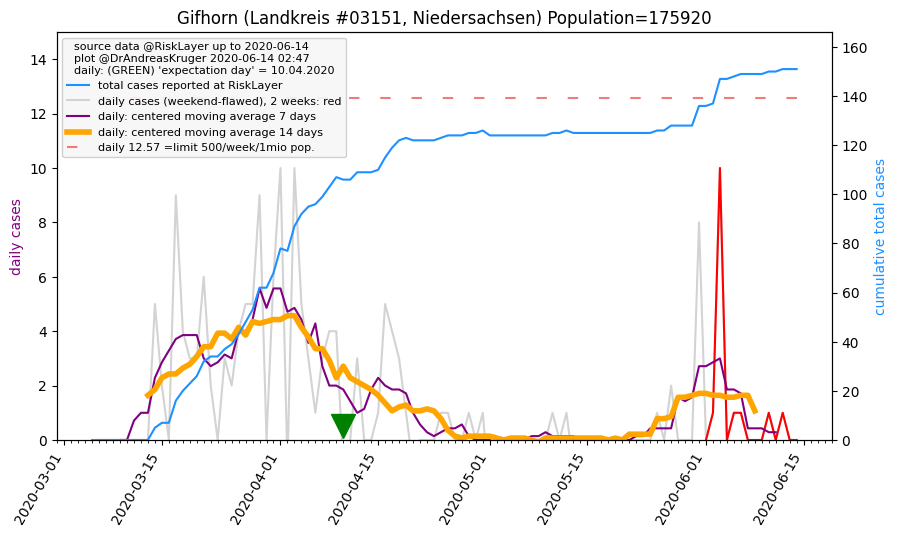 Gifhorn (Landkreis #03151, Niedersachsen) Population=175920
source data @RiskLayer up to 2020-06-14
plot @DrAndreasKruger 2020-06-14 02:47
daily: (GREEN) 'expectation day' = 10.04.2020
total cases reported at RiskLayer
daily cases (weekend-flawed), 2 weeks: red
daily: centered moving average 7 days
daily: centered moving average 14 days
daily 12.57 =limit 500/week/1mio pop.
daily cases
14
12
10
8
6
4
2
0
cumulative total cases
160
140
120
100
80
60
40
20
0
2020-03-01
2020-03-15
2020-04-01
2020-04-15
2020-05-01
2020-05-15
2020-06-01
2020-06-15